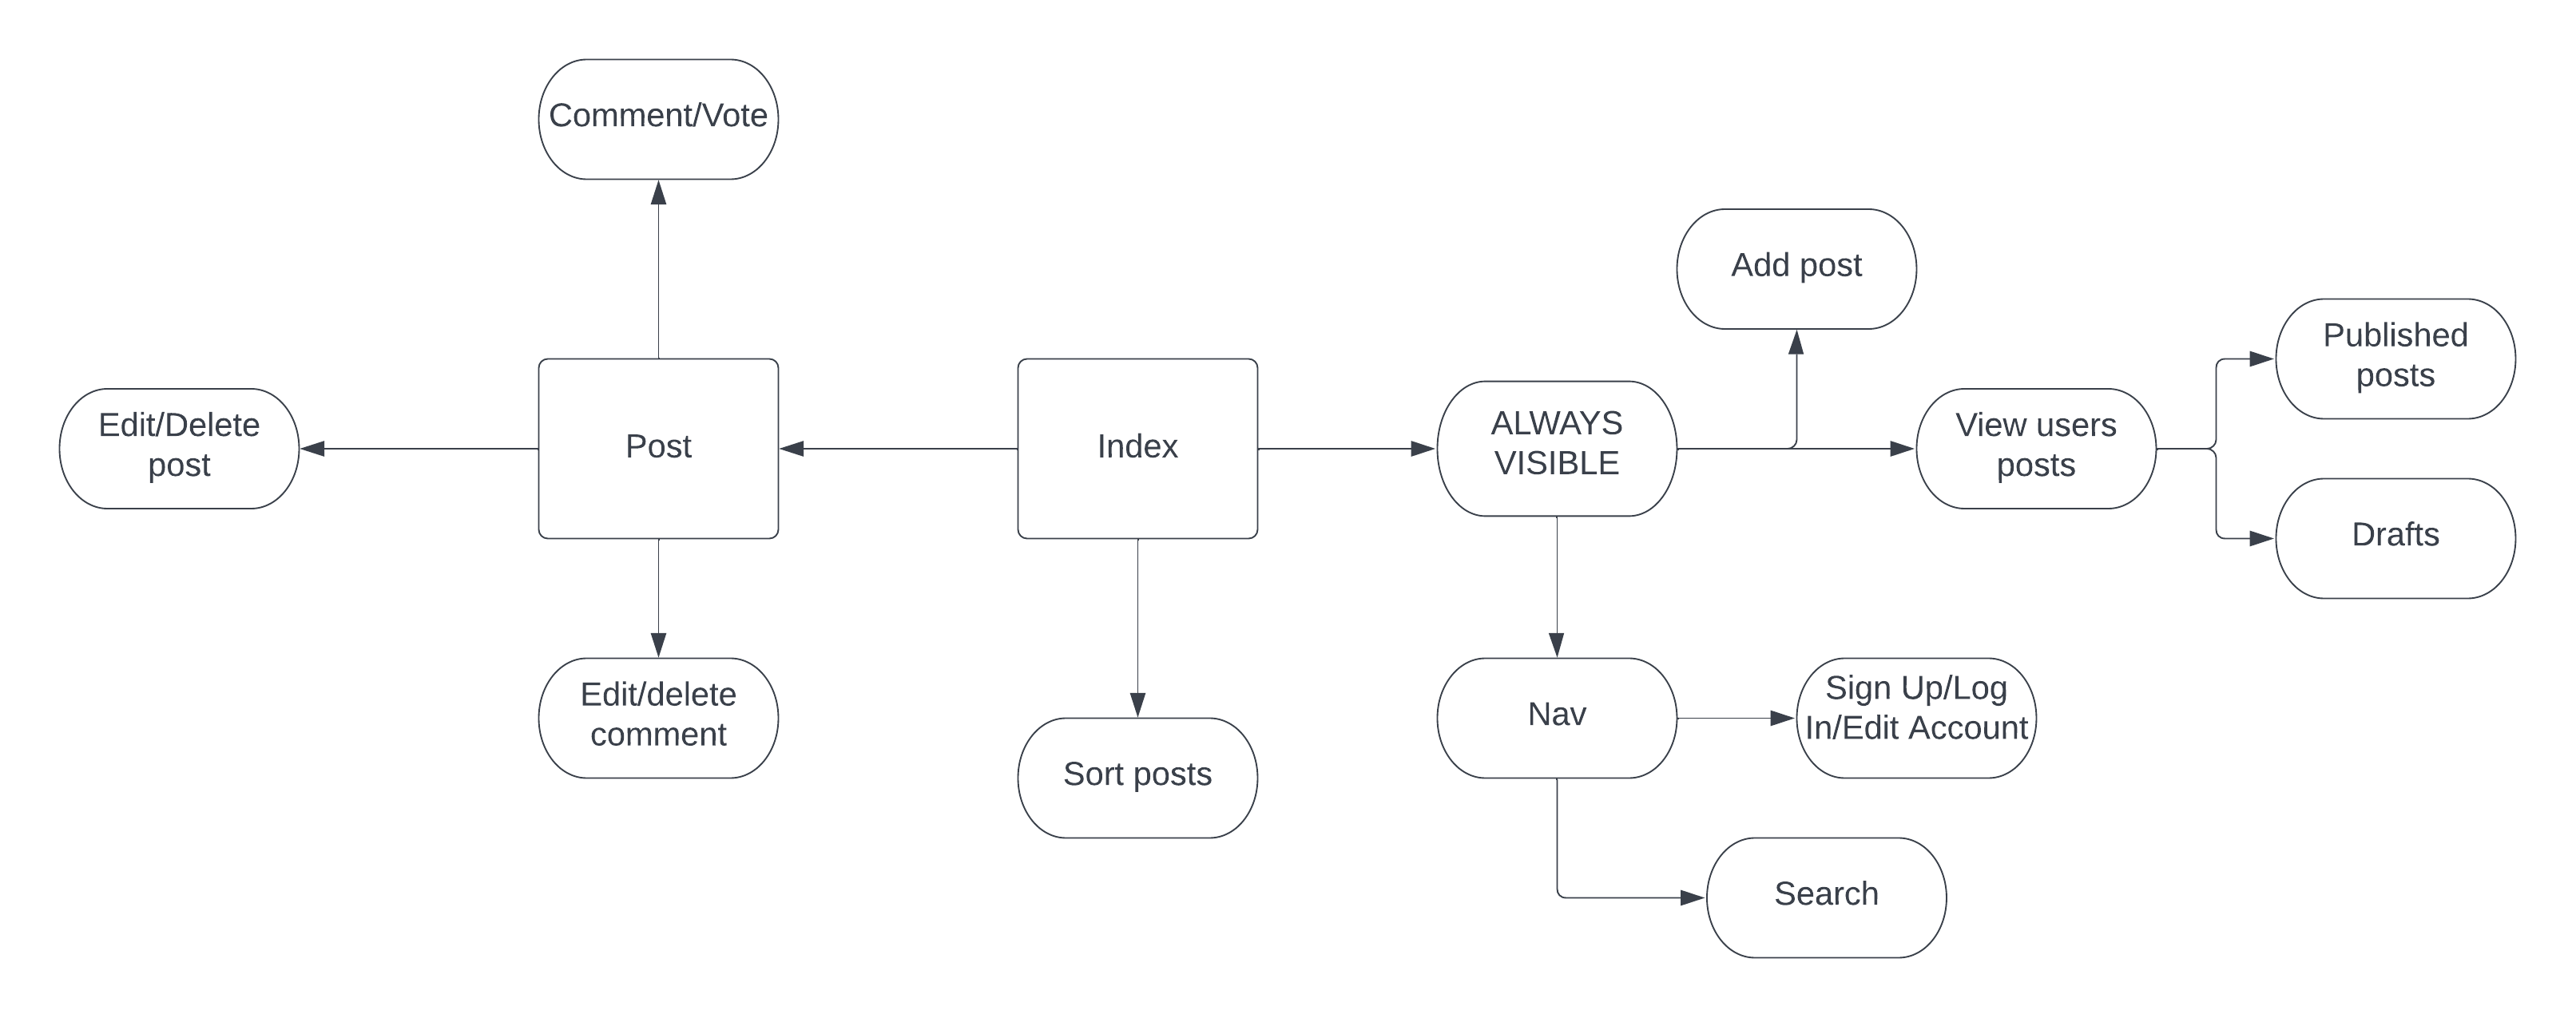 Comment/Vote
Add post
Published
posts
Edit/Delete
post
Post
Index
ALWAYS
VISIBLE
View users
posts
Drafts
Edit/delete
comment
Sort posts
Nav
Sign Up/Log
In/Edit Account
Search